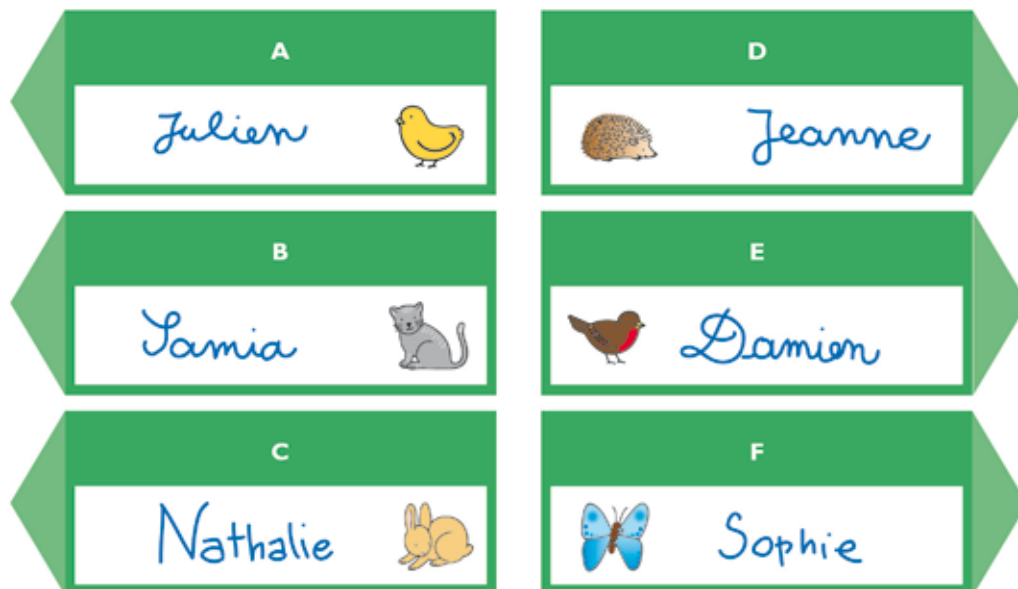 A
Julien
B
Samia
C
Nathalie
D
Jeanne
E
Damien
F
Sophie